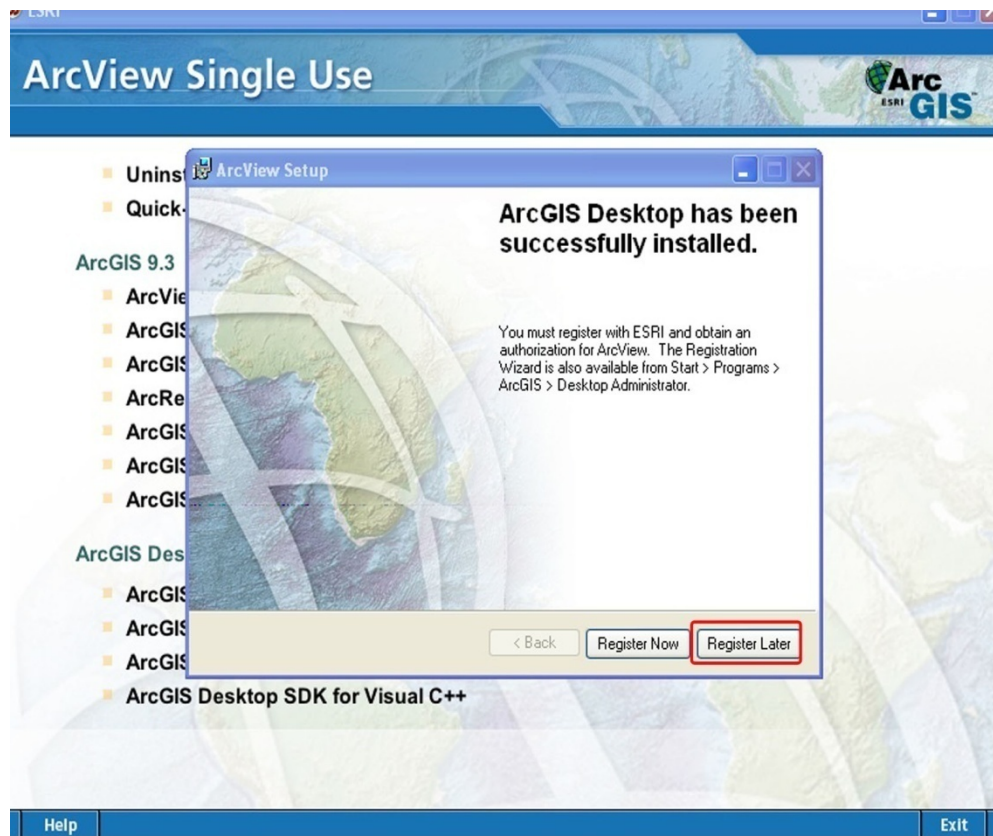 ESRI
ArcView Single Use
Arc
ESRI GIS
Uninst
Quick-
ArcGIS 9.3
ArcVie
ArcGIS
ArcGIS
ArcRe
ArcGIS
ArcGIS
ArcGIS
ArcGIS Des
ArcGIS
ArcGIS
ArcGIS
ArcGIS Desktop SDK for Visual C++
ArcView Setup
ArcGIS Desktop has been
successfully installed.
You must register with ESRI and obtain an
authorization for ArcView. The Registration
Wizard is also available from Start > Programs >
ArcGIS > Desktop Administrator.
< Back Register Now Register Later
Help Exit